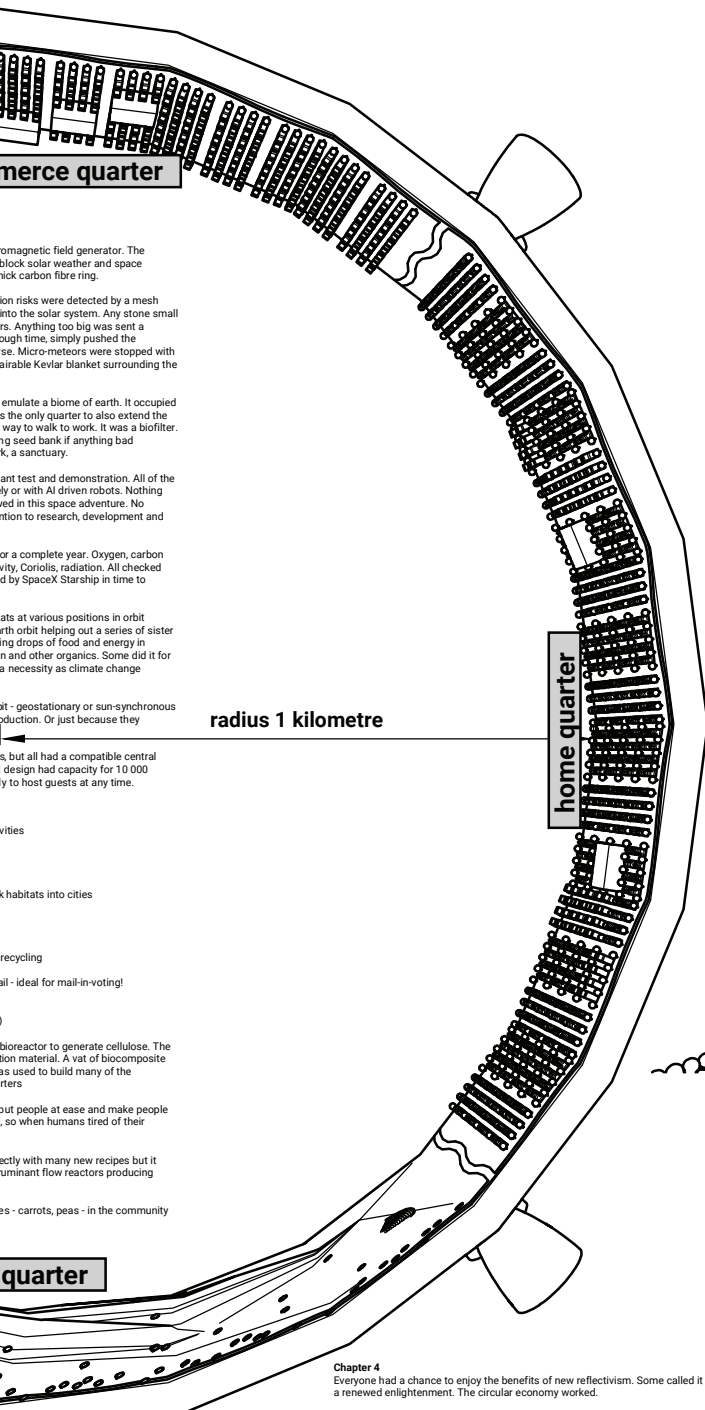 merce quarter
romagnetic field generator. The
block solar weather and space
hick carbon fibre ring.
ion risks were detected by a mesh
into the solar system. Any stone small
rs. Anything too big was sent a
ough time, simply pushed the
rse. Micro-meteors were stopped with
airable Kevlar blanket surrounding the
emulate a biome of earth. It occupied
s the only quarter to also extend the
way to walk to work. It was a biofilter.
ng seed bank if anything bad
rk, a sanctuary.
ant test and demonstration. All of the
ely or with AI driven robots. Nothing
wed in this space adventure. No
ntion to research, development and
or a complete year. Oxygen, carbon
vity, Coriolis, radiation. All checked
d by SpaceX Starship in time to
ats at various positions in orbit
rth orbit helping out a series of sister
ing drops of food and energy in
n and other organics. Some did it for
a necessity as climate change
bit - geostationary or sun-synchronous
oduction. Or just because they
radius 1 kilometre
home quarter
s, but all had a compatible central
design had capacity for 10 000
ly to host guests at any time.
vities
k habitats into cities
recycling
ail - ideal for mail-in-voting!
)
bioreactor to generate cellulose. The
tion material. A vat of biocomposite
as used to build many of the
rters
put people at ease and make people
, so when humans tired of their
ectly with many new recipes but it
ruminant flow reactors producing
es - carrots, peas - in the community
quarter
Chapter 4
Everyone had a chance to enjoy the benefits of new reflectivism. Some called it
a renewed enlightenment. The circular economy worked.